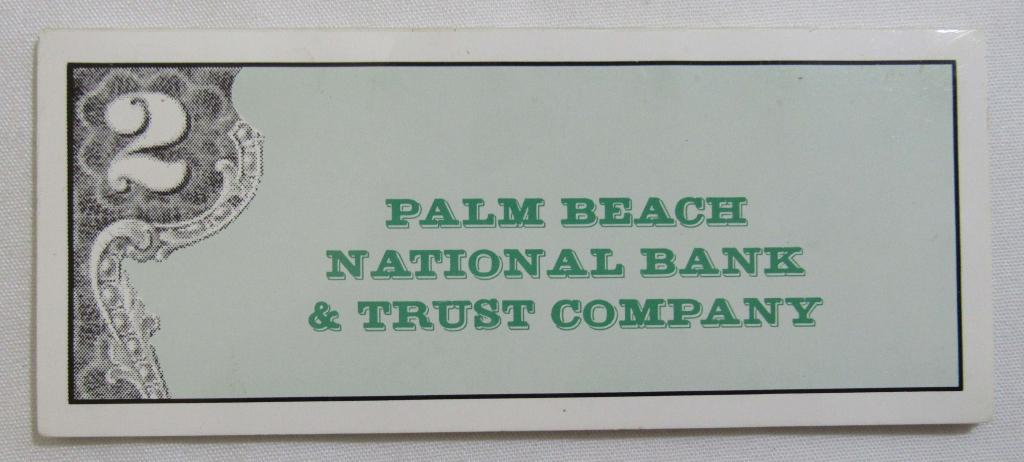 2
PALM BEACH
NATIONAL BANK
& TRUST COMPANY